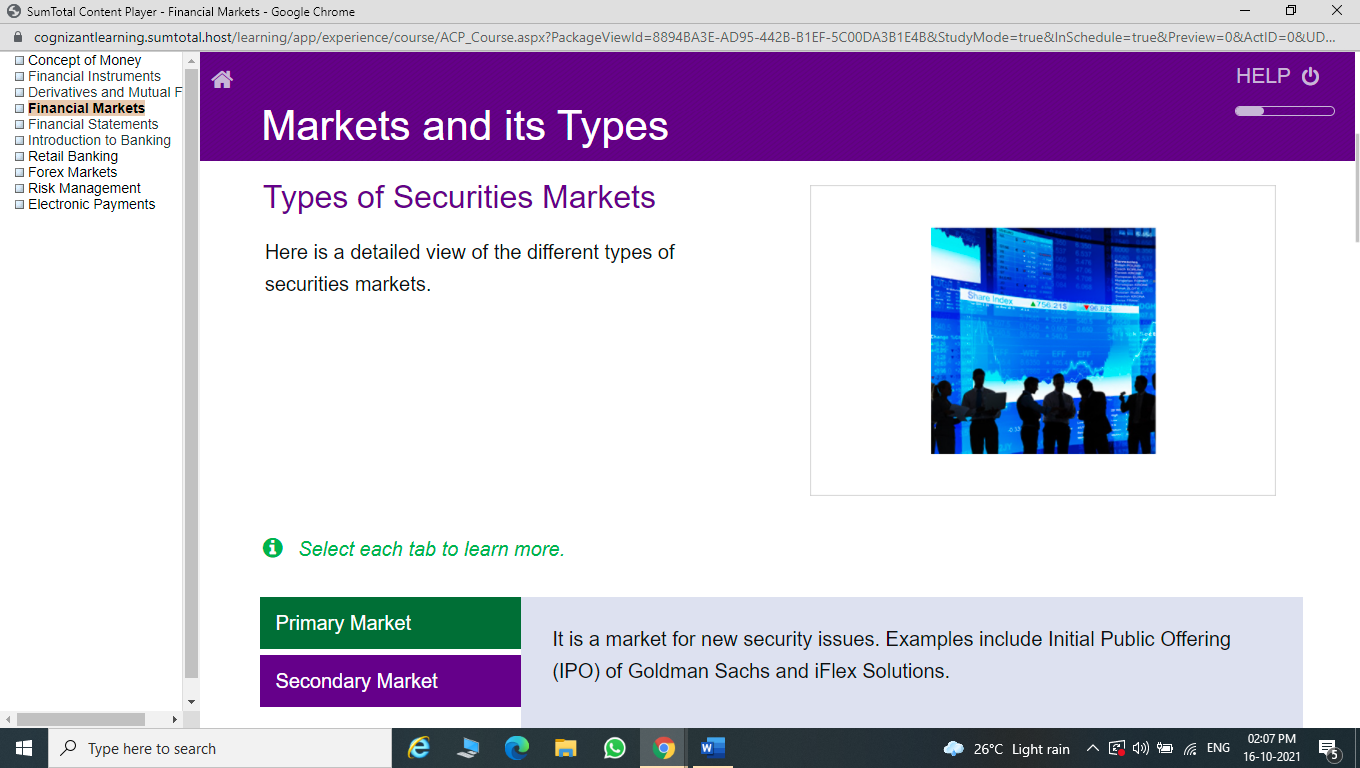 SumTotal Content Player - Financial Markets - Google Chrome
cognizantlearning.sumtotal.host/learning/app/experience/course/ACP_Course.aspx?PackageViewId=8894BA3E-AD95-442B-B1EF-5C00DA3B1E4B&StudyMode=true&InSchedule=true&Preview=0&ActID=0&UD...
Concept of Money
Financial Instruments
Derivatives and Mutual F
Financial Markets
Financial Statements
Introduction to Banking
Retail Banking
Forex Markets
Risk Management
Electronic Payments
HELP
Markets and its Types
Types of Securities Markets
Here is a detailed view of the different types of
securities markets.
Share Index
Select each tab to learn more.
Primary Market
Secondary Market
It is a market for new security issues. Examples include Initial Public Offering
(IPO) of Goldman Sachs and iFlex Solutions.
Type here to search
26°C Light rain
ENG
02:07 PM
16-10-2021
5